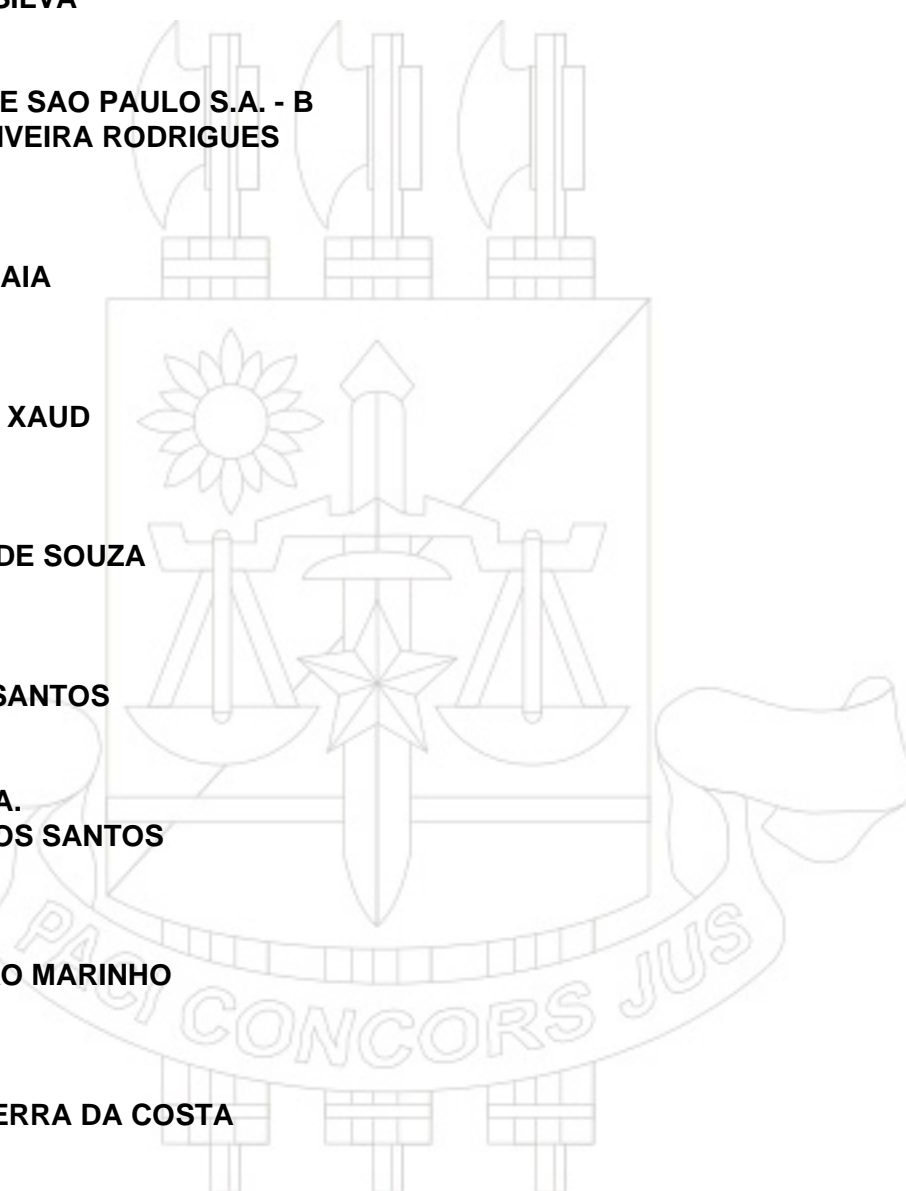 SILVA
E SAO PAULO S.A. - B
IVEIRA RODRIGUES
AIA
XAUD
DE SOUZA
SANTOS
A.
OS SANTOS
O MARINHO
ERRA DA COSTA
PACI CONCORS JUS